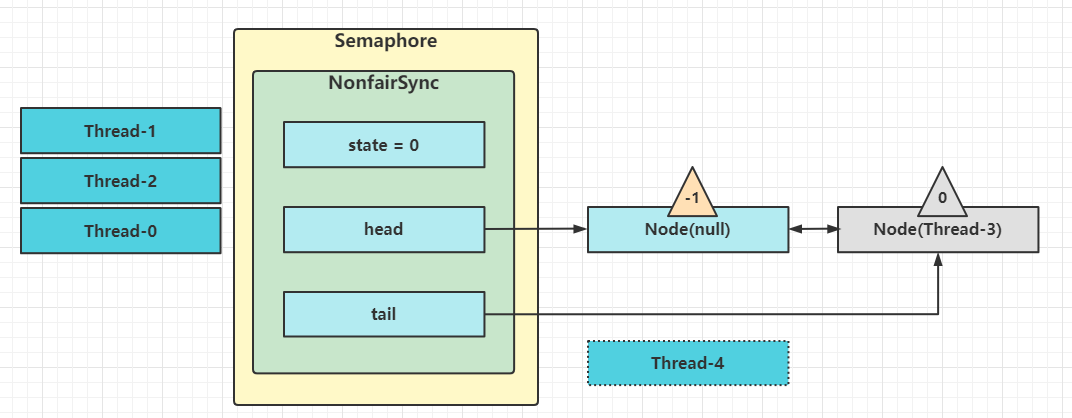 Semaphore
NonfairSync
Thread-1
Thread-2
Thread-0
state = 0
head
tail
-1
Node(null)
0
Node(Thread-3)
Thread-4